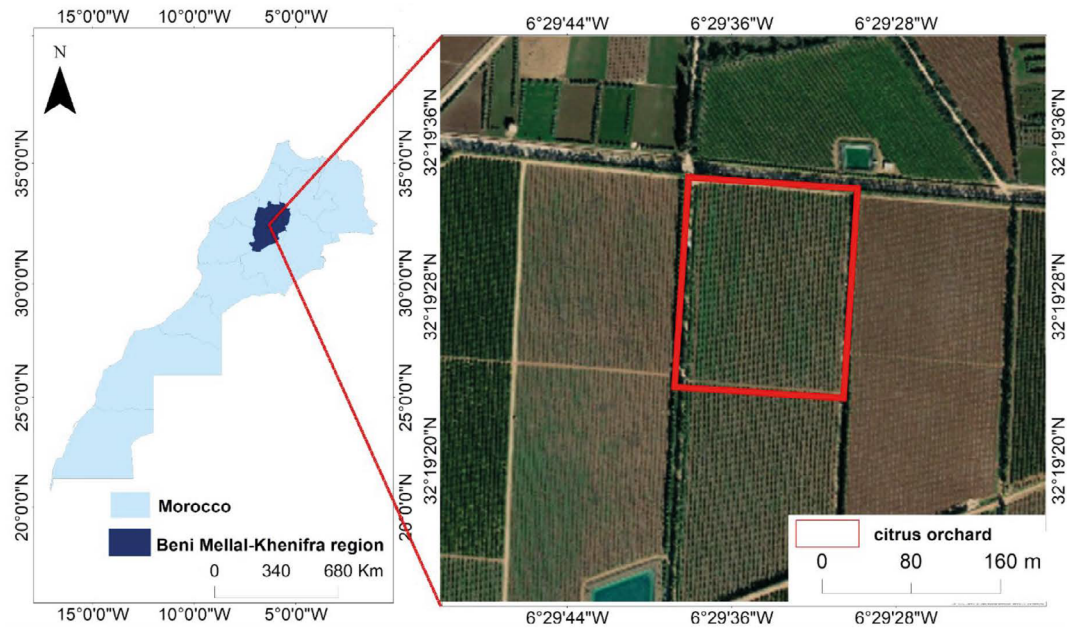 15°0'0"W 10°0'0"W 5°0'0"W
N
35°0'0"N
30°0'0"N
25°0'0"N
20°0'0"N
35°0'0"N
30°0'0"N
25°0'0"N
20°0'0"N
Morocco
Beni Mellal-Khenifra region
0 340 680 Km
15°0'0"W 10°0'0"W 5°0'0"W
6°29'44"W 6°29'36"W 6°29'28"W
32°19'36"N
32°19'28"N
32°19'20"N
32°19'36"N
32°19'28"N
32°19'20"N
citrus orchard
0 80 160 m
6°29'44"W 6°29'36"W 6°29'28"W